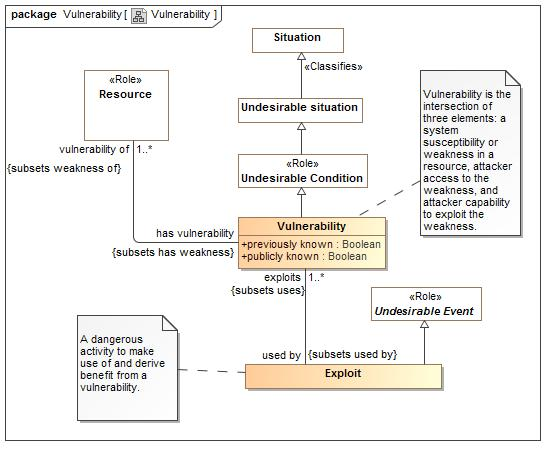 package Vulnerability [ Vulnerability ]
Situation
«Classifies»
«Role»
Resource
Undesirable situation
Vulnerability is the
intersection of
three elements: a
system
susceptibility or
weakness in a
resource, attacker
access to the
weakness, and
attacker capability
to exploit the
weakness.
vulnerability of 1..*
{subsets weakness of}
«Role»
Undesirable Condition
has vulnerability
{subsets has weakness}
Vulnerability
+previously known : Boolean
+publicly known : Boolean
exploits 1..*
{subsets uses}
«Role»
Undesirable Event
A dangerous
activity to make
use of and derive
benefit from a
vulnerability.
used by {subsets used by}
Exploit